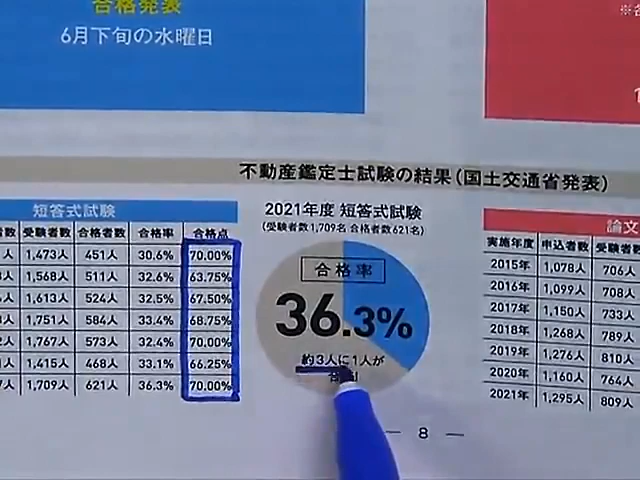 合格発表
6月下旬の水曜日
不動産鑑定士試験の結果(国土交通省発表)
短答式試験
受験者数 合格者数 合格率 合格点
人 1,473人 451人 30.6% 70.00%
人 1,568人 511人 32.6% 63.75%
人 1,613人 524人 32.5% 67.50%
人 1,751人 584人 33.4% 68.75%
人 1,767人 573人 32.4% 70.00%
人 1,415人 468人 33.1% 66.25%
人 1,709人 621人 36.3% 70.00%
2021年度 短答式試験
(受験者数1,709名 合格者数621名)
合格率
36.3%
約3人に1人が
論文
実施年度 申込者数 受験者
2015年 1,078人 706人
2016年 1,099人 708人
2017年 1,150人 733人
2018年 1,268人 789人
2019年 1,276人 810人
2020年 1,160人 764人
2021年 1,295人 809人
8